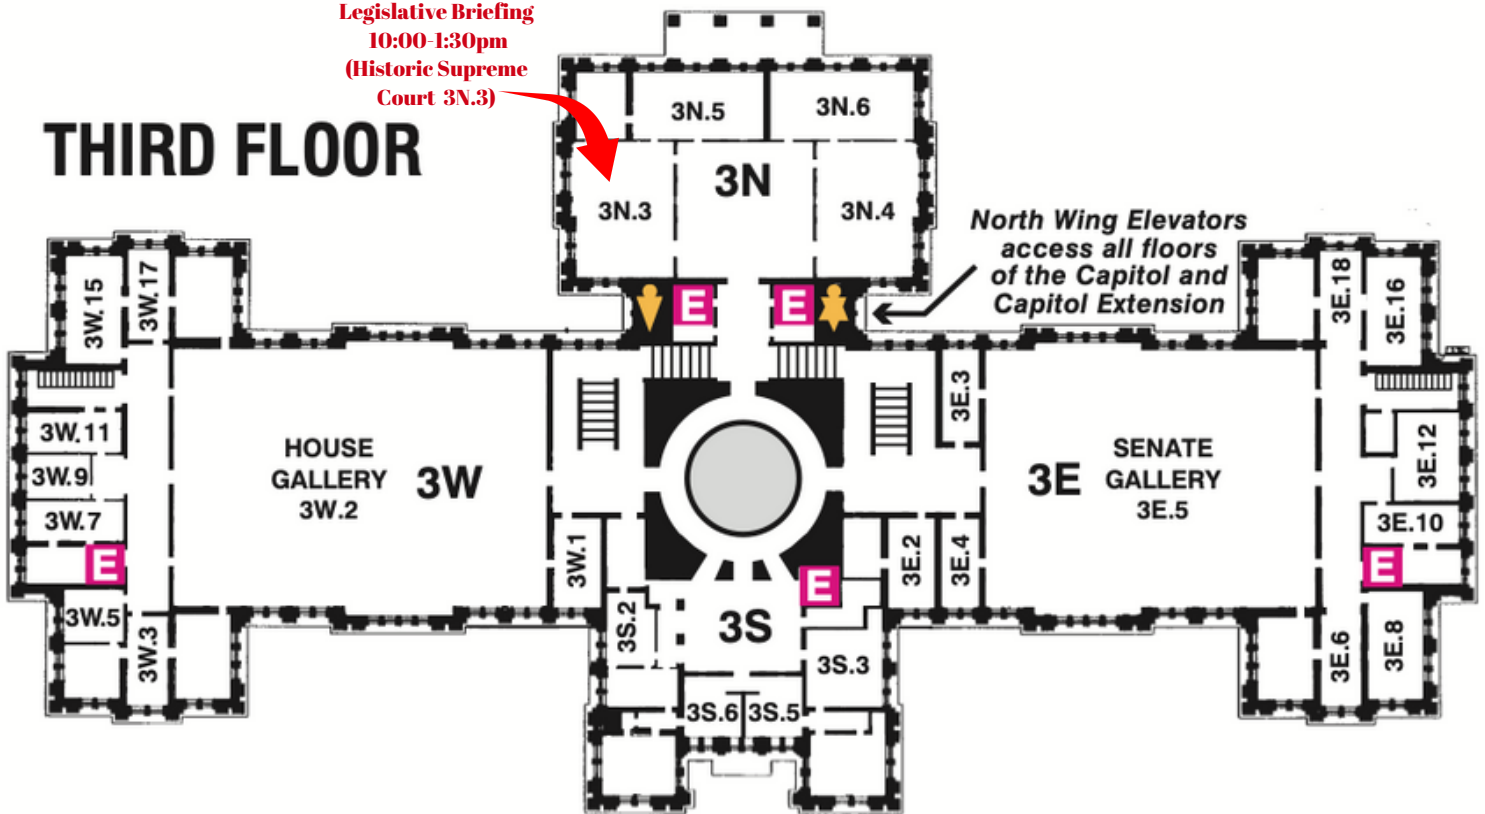 Legislative Briefing
10:00-1:30pm
(Historic Supreme
Court 3N.3)
THIRD FLOOR
3N.5
3N.6
3N
3N.3
3N.4
North Wing Elevators
access all floors
of the Capitol and
Capitol Extension
E
E
3W.15
3W.17
3E.18
3E.16
3W.11
3W.9
3W.7
E
3W.5
3W.3
HOUSE
GALLERY
3W.2
3W
3W.1
3E.3
3E
SENATE
GALLERY
3E.5
3E.12
3E.10
E
3E.2
3E.4
E
3S.2
3S
3S.3
3S.6
3S.5
3E.6
3E.8